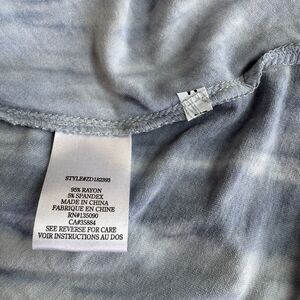 STYLE#ZD182393
95% RAYON
5% SPANDEX
MADE IN CHINA
FABRIQUE EN CHINE
RN#135090
CA#35884
SEE REVERSE FOR CARE
VOIR INSTRUCTIONS AU DOS